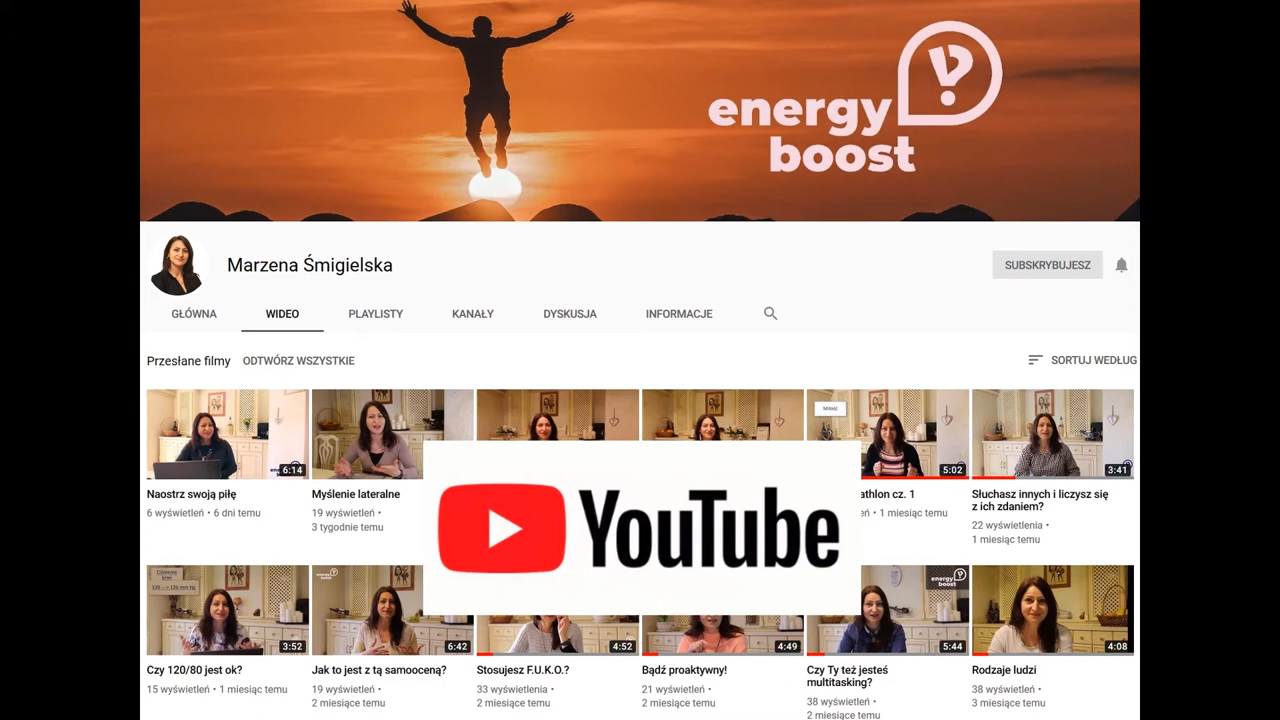 energy
boost
Marzena Śmigielska
SUBSKRYBUJESZ
GŁÓWNA
WIDEO
PLAYLISTY
KANAŁY
DYSKUSJA
INFORMACJE
Przesłane filmy
ODTWÓRZ WSZYSTKIE
SORTUJ WEDŁUG
6:14
Miłość
5:02
3:41
Naostrz swoją piłę
6 wyświetleń • 6 dni temu
Myślenie lateralne
19 wyświetleń •
3 tygodnie temu
athlon cz. 1
• 1 miesiąc temu
Słuchasz innych i liczysz się
z ich zdaniem?
22 wyświetlenia •
1 miesiąc temu
YouTube
120
3:52
energy
boost
6:42
4:52
4:49
energy
boost
5:44
4:08
Czy 120/80 jest ok?
15 wyświetleń • 1 miesiąc temu
Jak to jest z tą samooceną?
19 wyświetleń •
2 miesiące temu
Stosujesz F.U.K.O.?
33 wyświetlenia •
2 miesiące temu
Bądź proaktywny!
21 wyświetleń •
2 miesiące temu
Czy Ty też jesteś
multitasking?
38 wyświetleń •
2 miesiące temu
Rodzaje ludzi
38 wyświetleń •
3 miesiące temu